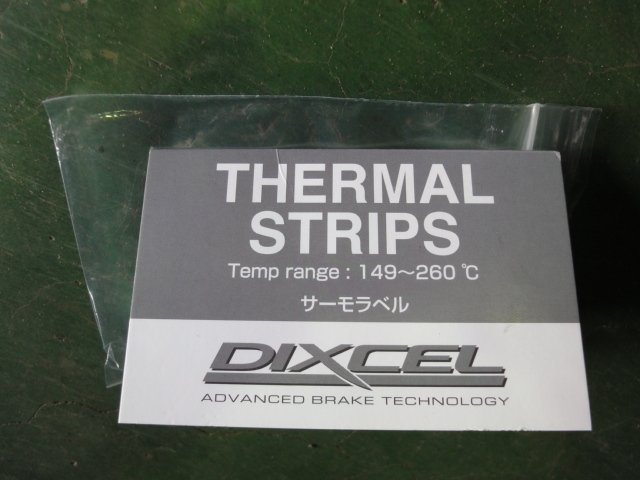 THERMAL
STRIPS
Temp range : 149～260 ℃
サーモラベル
DIXCEL
ADVANCED BRAKE TECHNOLOGY